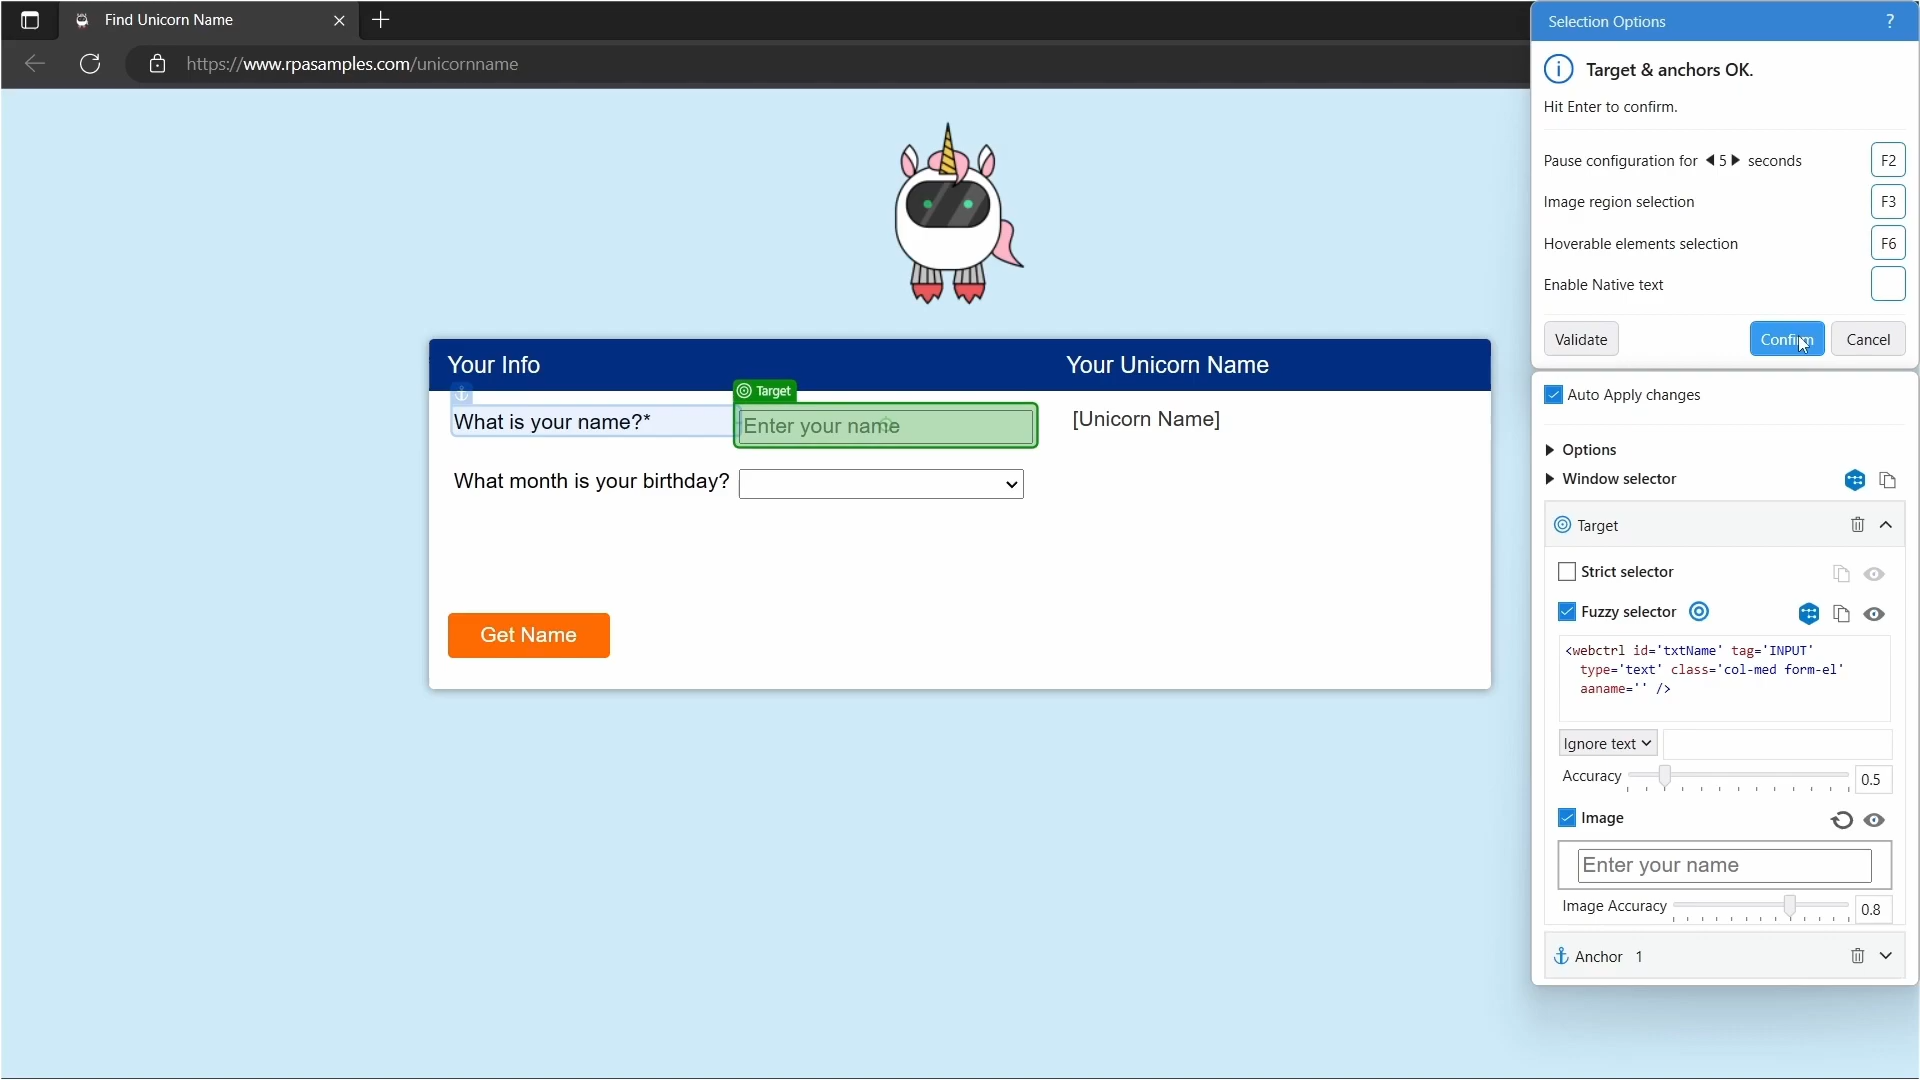 Find Unicorn Name
https://www.rpasamples.com/unicornname
Your Info
Your Unicorn Name
Target
What is your name?*
Enter your name
[Unicorn Name]
What month is your birthday?
Get Name
Selection Options
?
Target & anchors OK.
Hit Enter to confirm.
Pause configuration for 5 seconds
F2
Image region selection
F3
Hoverable elements selection
F6
Enable Native text
Validate
Confirm
Cancel
Auto Apply changes
Options
Window selector
Target
Strict selector
Fuzzy selector
<webctrl id='txtName' tag='INPUT'
type='text' class='col-med form-el'
aaname='' />
Ignore text
Accuracy
0.5
Image
Enter your name
Image Accuracy
0.8
Anchor 1